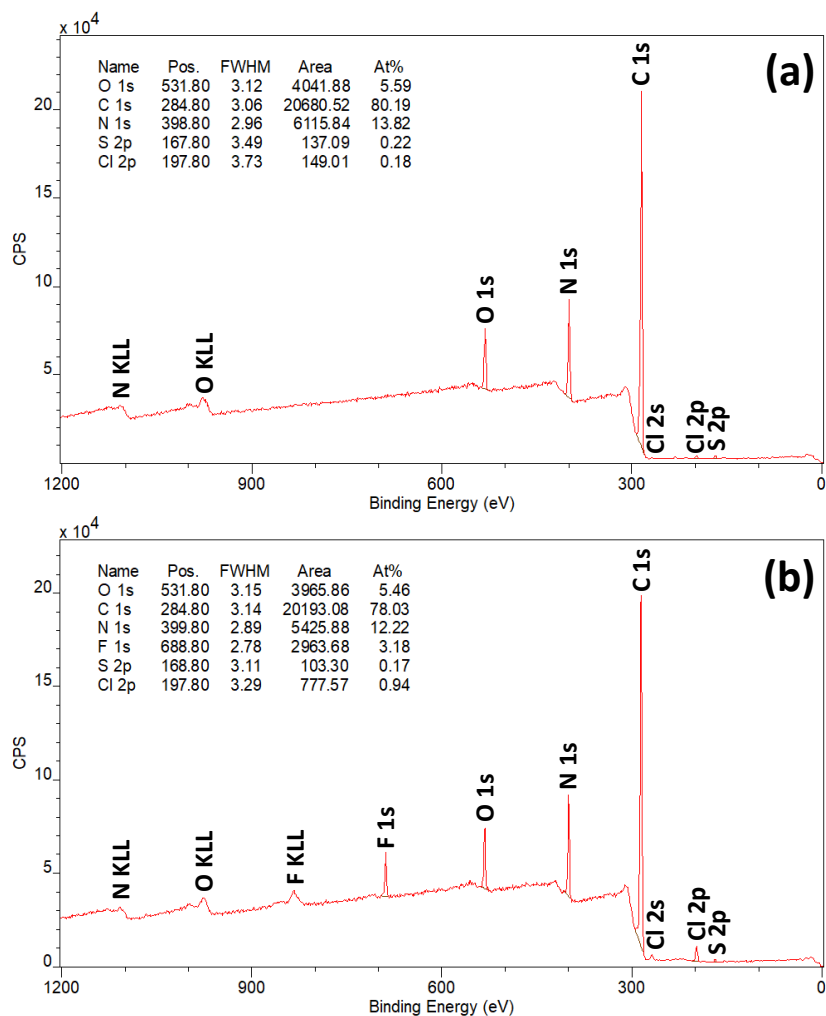 x 10^4
(a)
Name Pos. FWHM Area At%
O 1s 531.80 3.12 4041.88 5.59
C 1s 284.80 3.06 20680.52 80.19
N 1s 398.80 2.96 6115.84 13.82
S 2p 167.80 3.49 137.09 0.22
Cl 2p 197.80 3.73 149.01 0.18
C 1s
20
15
10
5
CPS
N KLL
O KLL
O 1s
N 1s
Cl 2s
Cl 2p
S 2p
1200 900 600 300 0
Binding Energy (eV)
x 10^4
(b)
Name Pos. FWHM Area At%
O 1s 531.80 3.15 3965.86 5.46
C 1s 284.80 3.14 20193.08 78.03
N 1s 399.80 2.89 5425.88 12.22
F 1s 688.80 2.78 2963.68 3.18
S 2p 168.80 3.11 103.30 0.17
Cl 2p 197.80 3.29 777.57 0.94
C 1s
20
15
10
5
0
CPS
N KLL
O KLL
F KLL
F 1s
O 1s
N 1s
Cl 2s
Cl 2p
S 2p
1200 900 600 300 0
Binding Energy (eV)